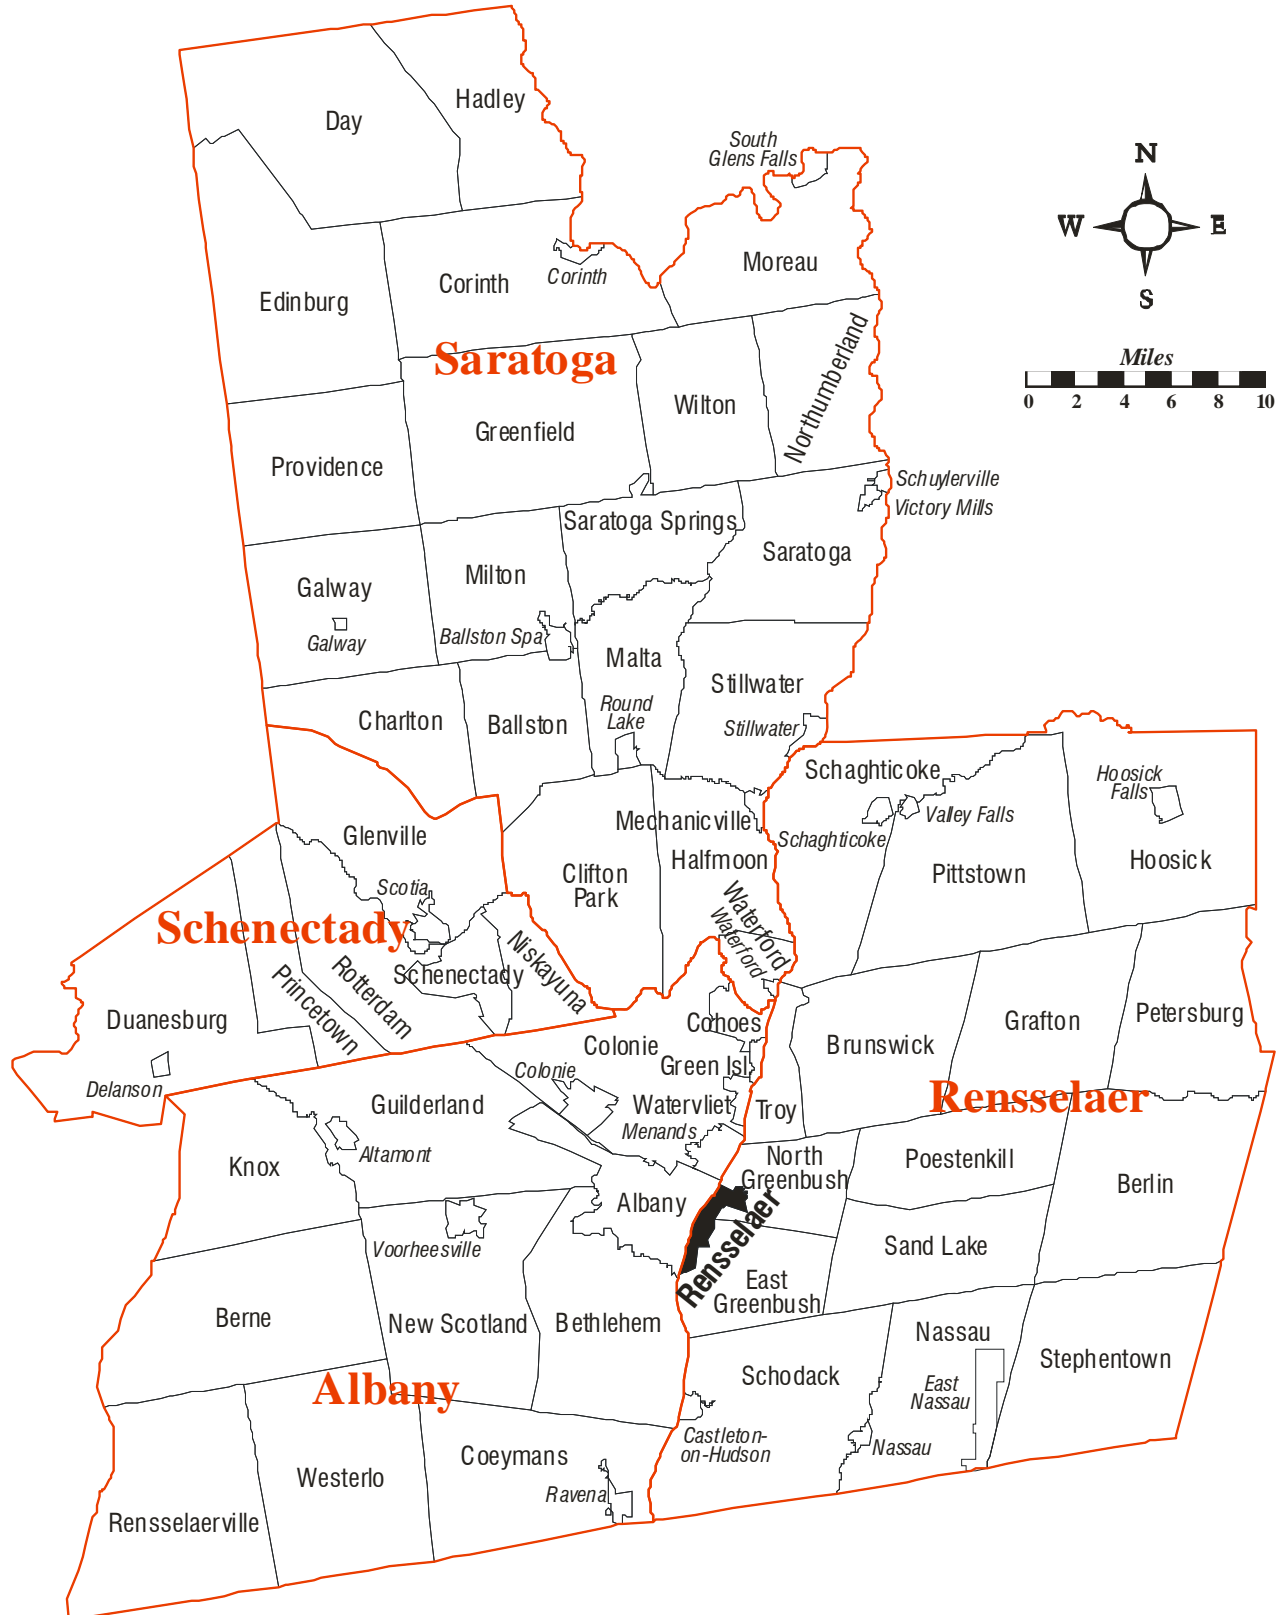 Hadley
Day
South
Glens Falls
N
W
E
S
Moreau
Corinth
Corinth
Edinburg
Saratoga
Northumberland
Miles
0 2 4 6 8 10
Wilton
Greenfield
Providence
Schuylerville
Victory Mills
Saratoga Springs
Saratoga
Milton
Galway
Galway
Ballston Spa
Malta
Stillwater
Round
Lake
Stillwater
Charlton
Ballston
Schaghticoke
Hoosick
Falls
Valley Falls
Schaghticoke
Mechanicville
Glenville
Halfmoon
Hoosick
Clifton
Park
Pittstown
Scotia
Schenectady
Waterford
Waterford
Niskayuna
Schenectady
Rotterdam
Princetown
Duanesburg
Delanson
Cohoes
Colonie
Green Isl.
Colonie
Watervliet
Menands
Troy
Brunswick
Grafton
Petersburg
Rensselaer
Guilderland
Altamont
Knox
North
Greenbush
Poestenkill
Berlin
Albany
Rensselaer
Voorheesville
Sand Lake
East
Greenbush
Berne
New Scotland
Bethlehem
Nassau
Stephentown
Schodack
Albany
East
Nassau
Castleton-
on-Hudson
Nassau
Coeymans
Westerlo
Ravena
Rensselaerville